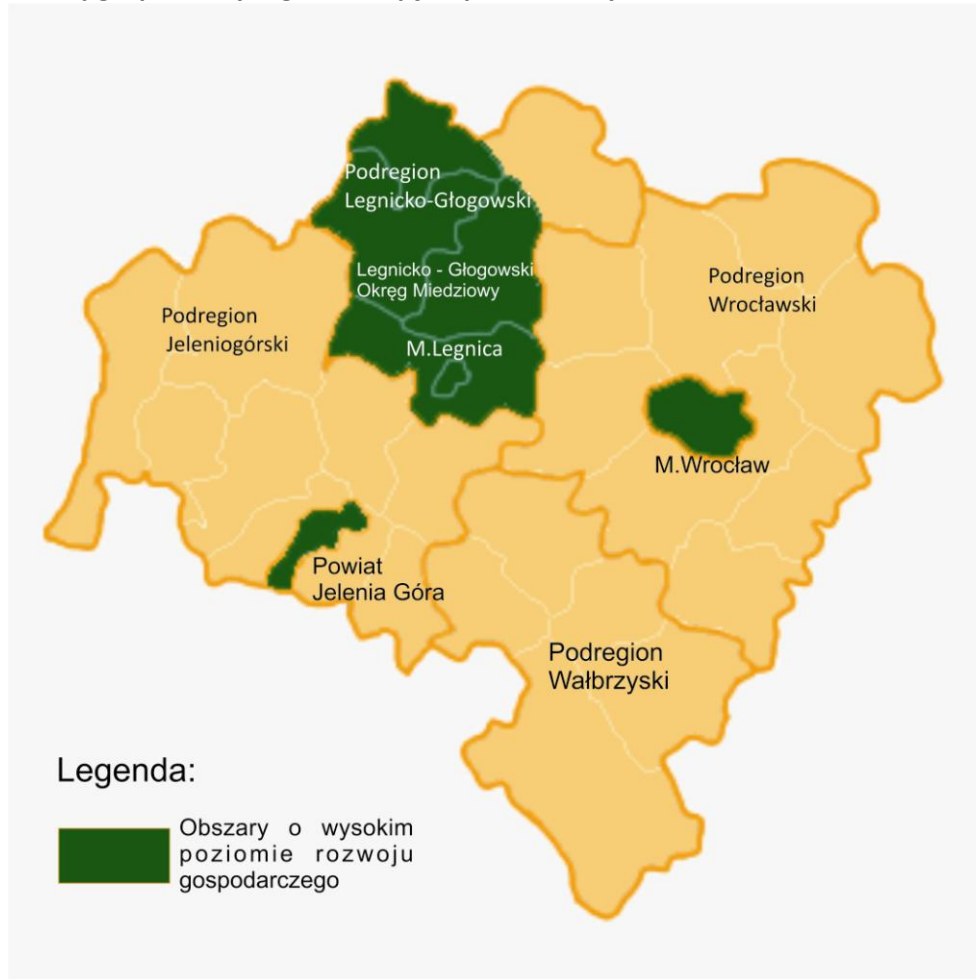 Podregion
Legnicko-Głogowski
Legnicko - Głogowski
Okręg Miedziowy
M.Legnica
Podregion
Wrocławski
Podregion
Jeleniogórski
M.Wrocław
Powiat
Jelenia Góra
Podregion
Wałbrzyski
Legenda:
Obszary o wysokim
poziomie rozwoju
gospodarczego